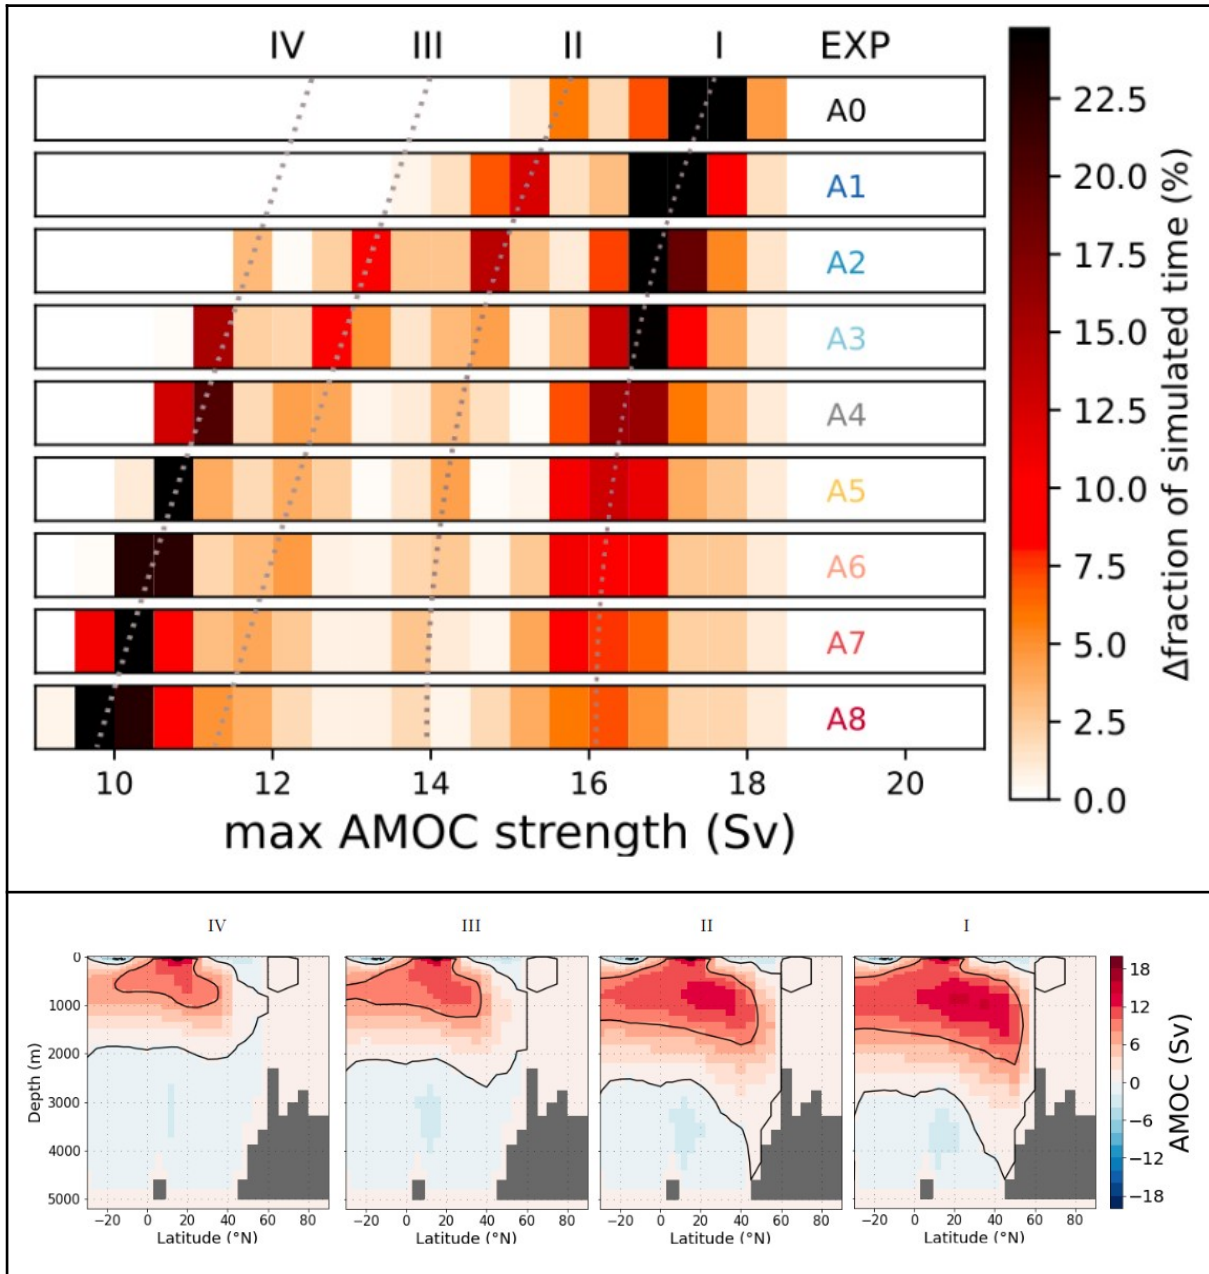 IV III II I EXP
A0
A1
A2
A3
A4
A5
A6
A7
A8
10 12 14 16 18 20
max AMOC strength (Sv)
22.5
20.0
17.5
15.0
12.5
10.0
7.5
5.0
2.5
0.0
Δfraction of simulated time (%)
IV III II I
0
1000
2000
3000
4000
5000
Depth (m)
−20 0 20 40 60 80
−20 0 20 40 60 80
−20 0 20 40 60 80
−20 0 20 40 60 80
Latitude (°N) Latitude (°N) Latitude (°N) Latitude (°N)
18
12
6
0
−6
−12
−18
AMOC (Sv)